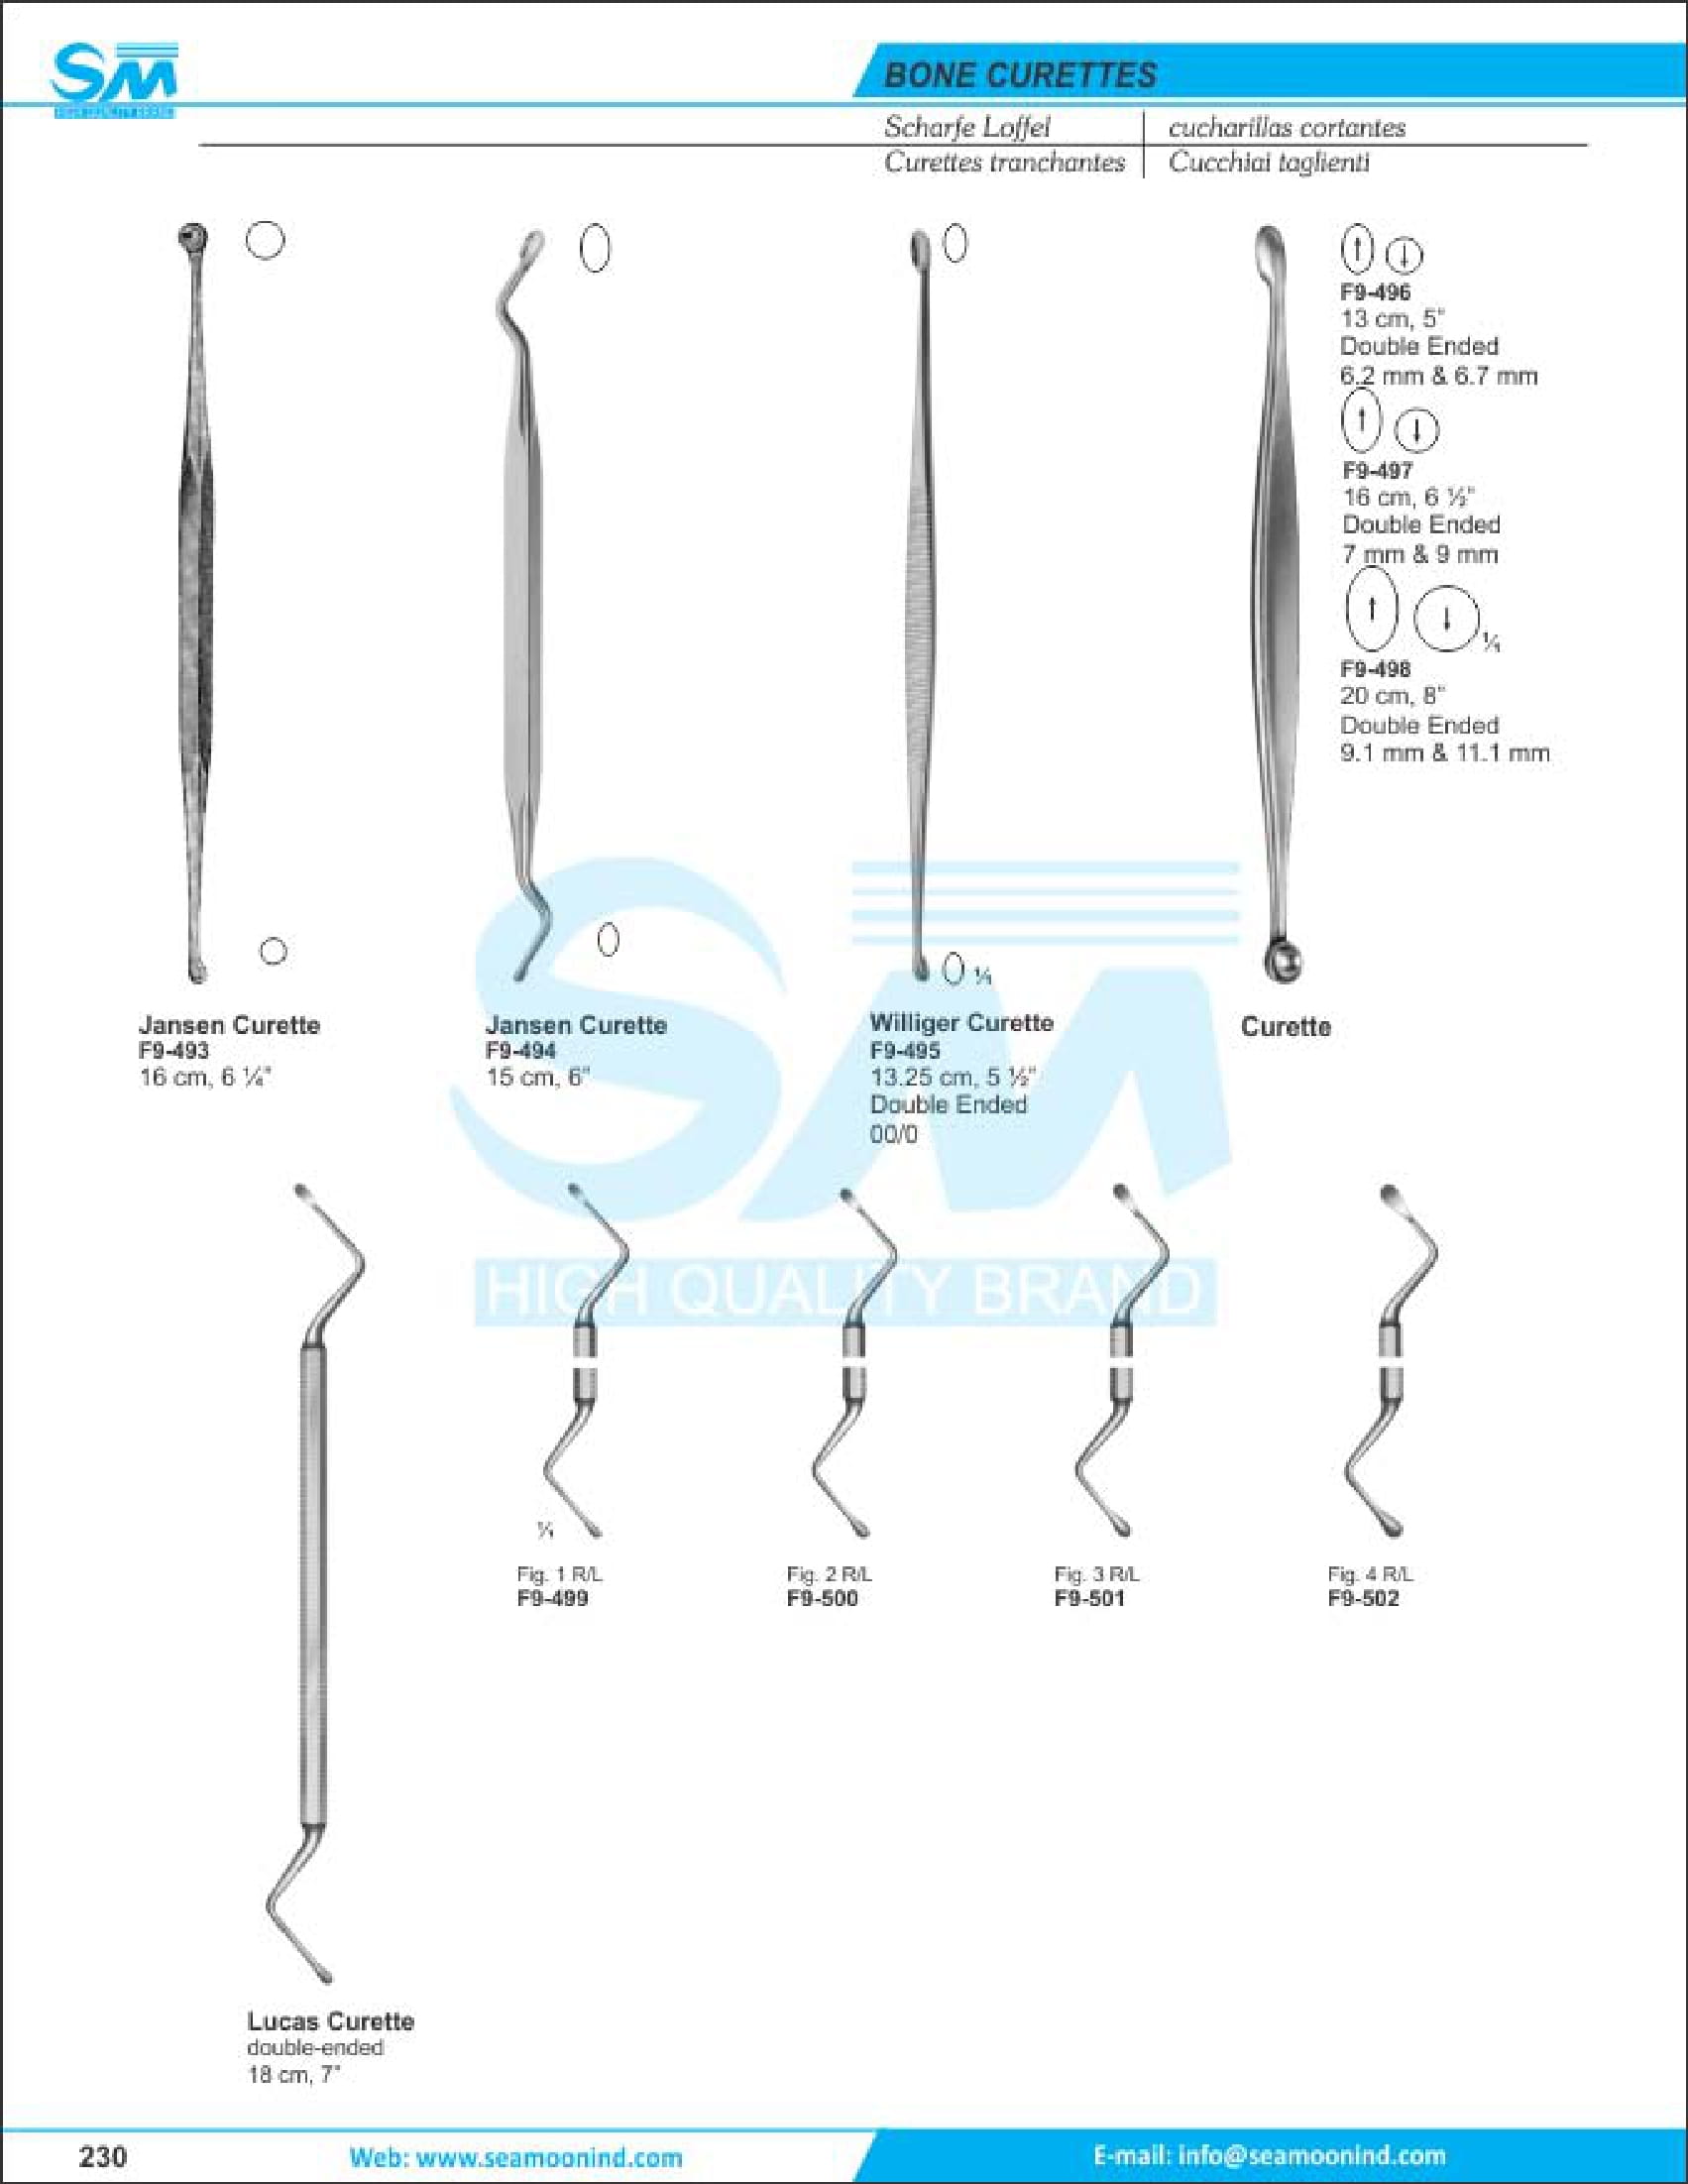 SM
BONE CURETTES
Scharfe Loffel
cucharillas cortantes
Curettes tranchantes
Cucchiai taglienti
F9-496
13 cm, 5"
Double Ended
6.2 mm & 6.7 mm
F9-497
16 cm, 6 ½"
Double Ended
7 mm & 9 mm
¹⁄₁
F9-498
20 cm, 8"
Double Ended
9.1 mm & 11.1 mm
¹⁄₁
Jansen Curette
F9-493
16 cm, 6 ¼"
Jansen Curette
F9-494
15 cm, 6"
Williger Curette
F9-495
13.25 cm, 5 ½"
Double Ended
00/0
Curette
SM
HIGH QUALITY BRAND
¹⁄₁
Fig. 1 R/L
F9-499
Fig. 2 R/L
F9-500
Fig. 3 R/L
F9-501
Fig. 4 R/L
F9-502
Lucas Curette
double-ended
18 cm, 7"
230
Web: www.seamoonind.com
E-mail: info@seamoonind.com